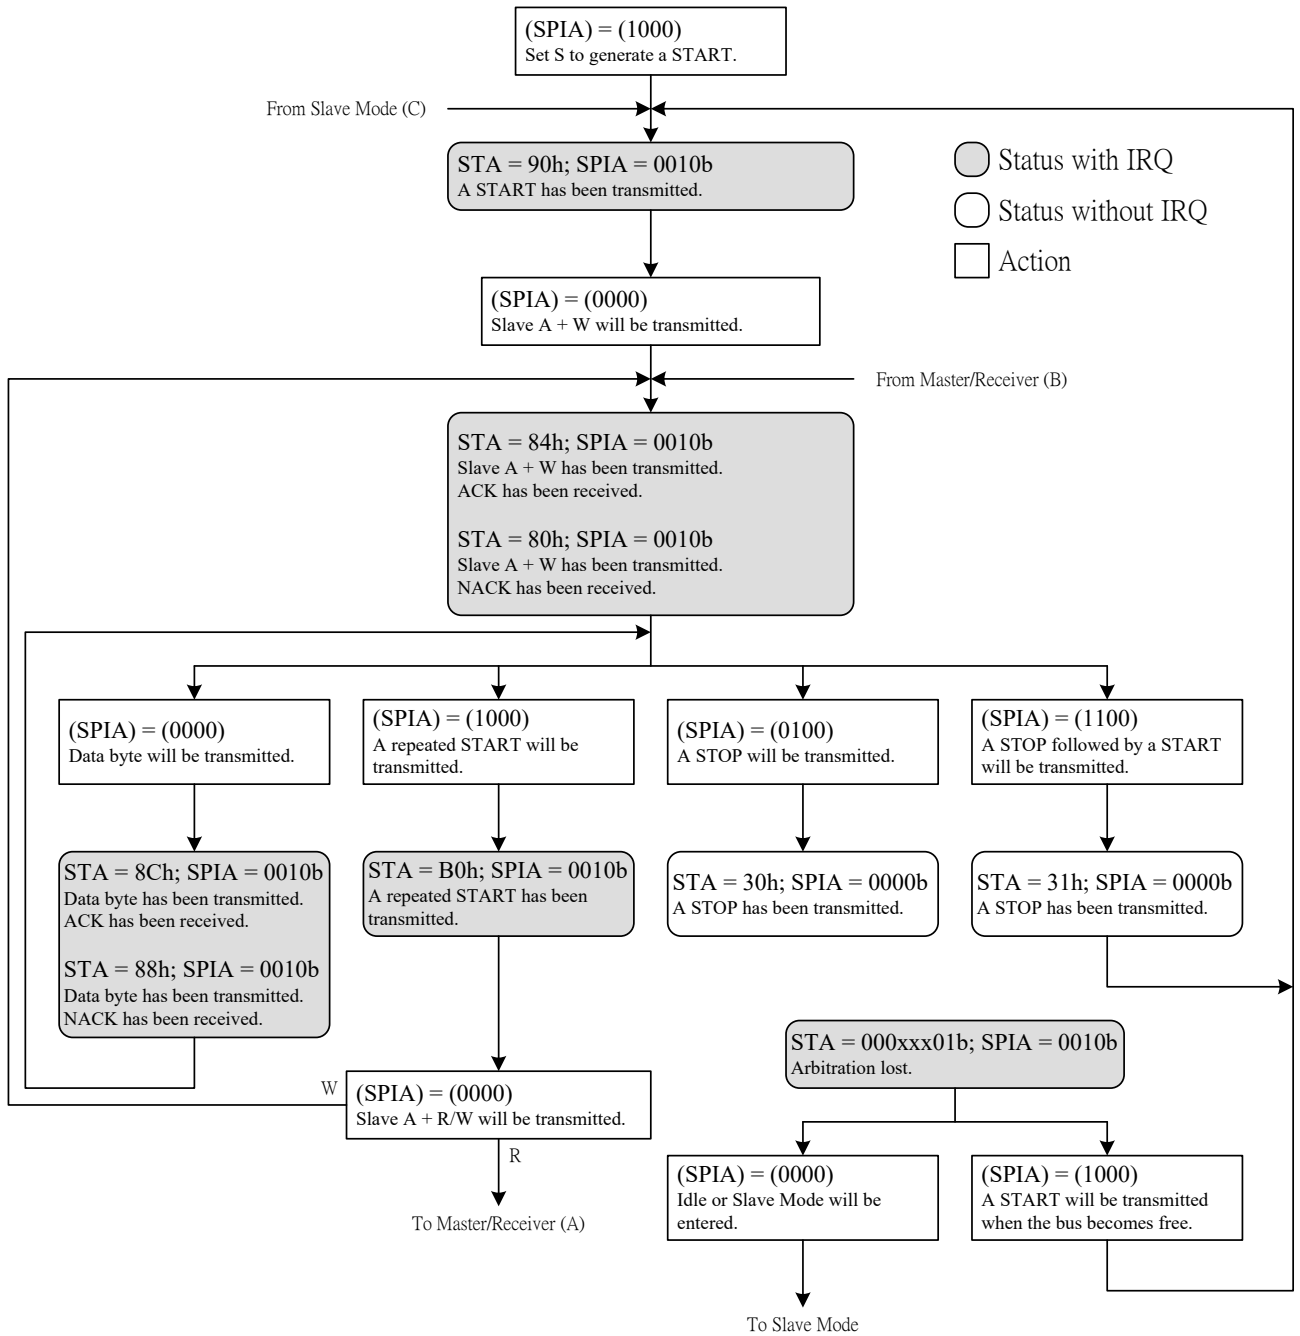 (SPIA) = (1000)
Set S to generate a START.
From Slave Mode (C)
STA = 90h; SPIA = 0010b
A START has been transmitted.
Status with IRQ
Status without IRQ
Action
(SPIA) = (0000)
Slave A + W will be transmitted.
From Master/Receiver (B)
STA = 84h; SPIA = 0010b
Slave A + W has been transmitted.
ACK has been received.
STA = 80h; SPIA = 0010b
Slave A + W has been transmitted.
NACK has been received.
(SPIA) = (0000)
Data byte will be transmitted.
(SPIA) = (1000)
A repeated START will be
transmitted.
(SPIA) = (0100)
A STOP will be transmitted.
(SPIA) = (1100)
A STOP followed by a START
will be transmitted.
STA = 8Ch; SPIA = 0010b
Data byte has been transmitted.
ACK has been received.
STA = 88h; SPIA = 0010b
Data byte has been transmitted.
NACK has been received.
STA = B0h; SPIA = 0010b
A repeated START has been
transmitted.
STA = 30h; SPIA = 0000b
A STOP has been transmitted.
STA = 31h; SPIA = 0000b
A STOP has been transmitted.
STA = 000xxx01b; SPIA = 0010b
Arbitration lost.
W
(SPIA) = (0000)
Slave A + R/W will be transmitted.
R
To Master/Receiver (A)
(SPIA) = (0000)
Idle or Slave Mode will be
entered.
(SPIA) = (1000)
A START will be transmitted
when the bus becomes free.
To Slave Mode